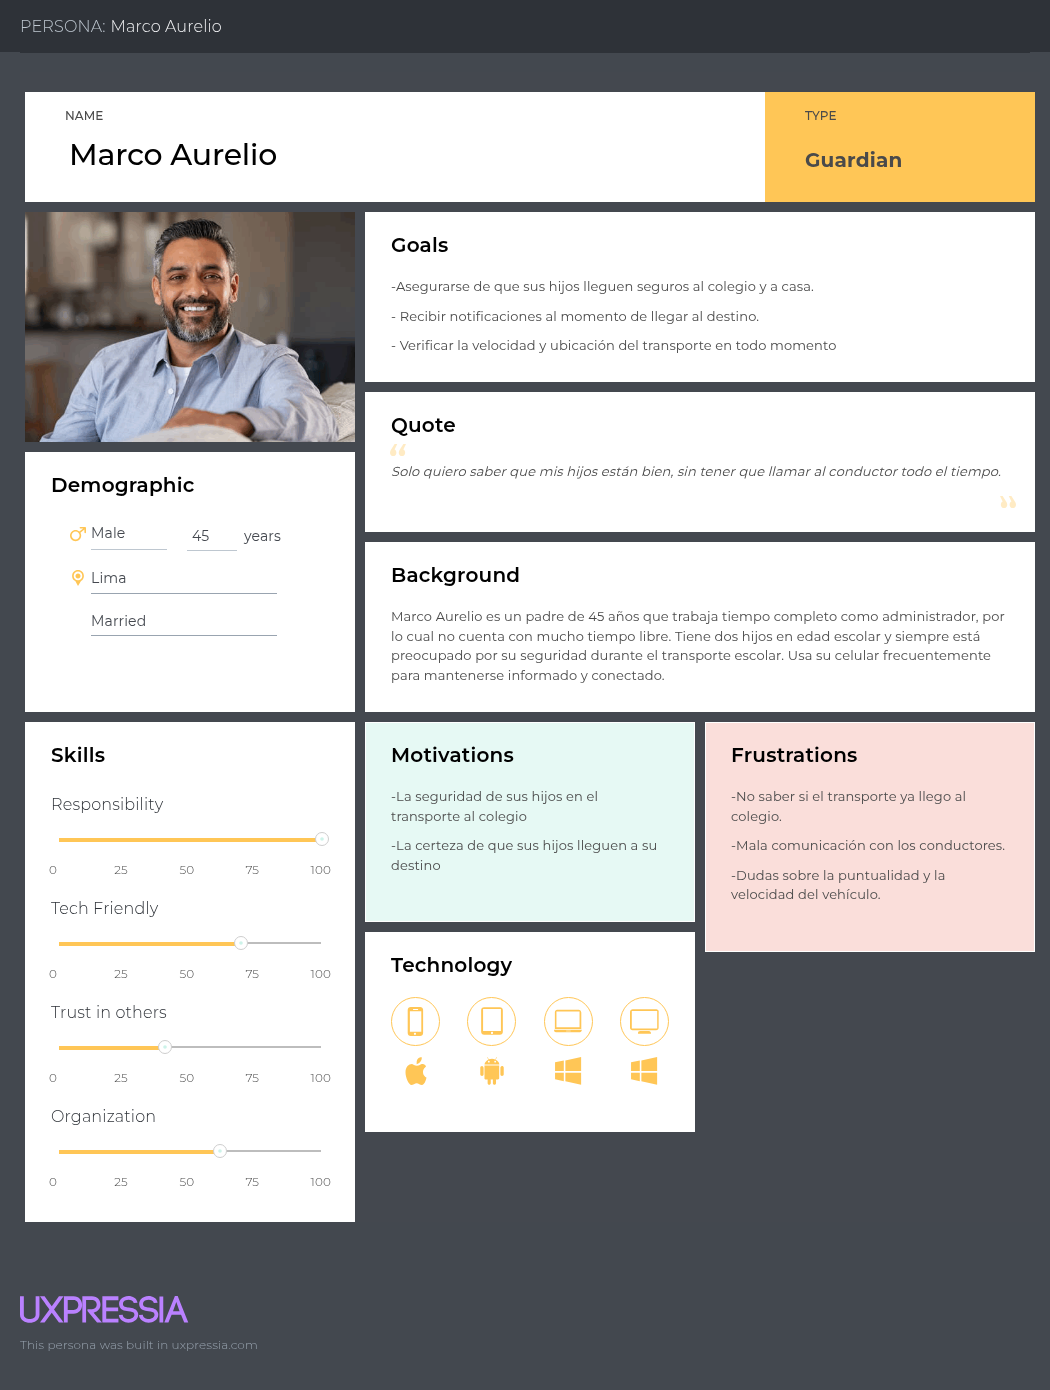 PERSONA: Marco Aurelio
NAME
Marco Aurelio
TYPE
Guardian
Goals
-Asegurarse de que sus hijos lleguen seguros al colegio y a casa.
- Recibir notificaciones al momento de llegar al destino.
- Verificar la velocidad y ubicación del transporte en todo momento
Quote
“
Solo quiero saber que mis hijos están bien, sin tener que llamar al conductor todo el tiempo.
”
Demographic
Male 45 years
Lima
Married
Background
Marco Aurelio es un padre de 45 años que trabaja tiempo completo como administrador, por
lo cual no cuenta con mucho tiempo libre. Tiene dos hijos en edad escolar y siempre está
preocupado por su seguridad durante el transporte escolar. Usa su celular frecuentemente
para mantenerse informado y conectado.
Skills
Responsibility
0 25 50 75 100
Tech Friendly
0 25 50 75 100
Trust in others
0 25 50 75 100
Organization
0 25 50 75 100
Motivations
-La seguridad de sus hijos en el
transporte al colegio
-La certeza de que sus hijos lleguen a su
destino
Frustrations
-No saber si el transporte ya llego al
colegio.
-Mala comunicación con los conductores.
-Dudas sobre la puntualidad y la
velocidad del vehículo.
Technology
UXPRESSIA
This persona was built in uxpressia.com